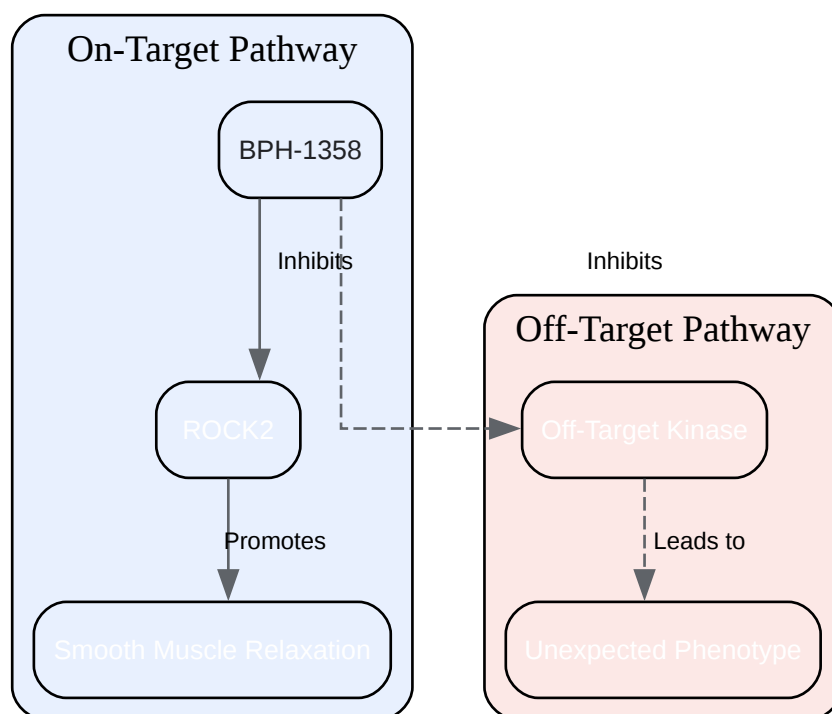 On-Target Pathway
BPH-1358
Inhibits
Inhibits
Off-Target Pathway
ROCK2
Off-Target Kinase
Promotes
Leads to
Smooth Muscle Relaxation
Unexpected Phenotype